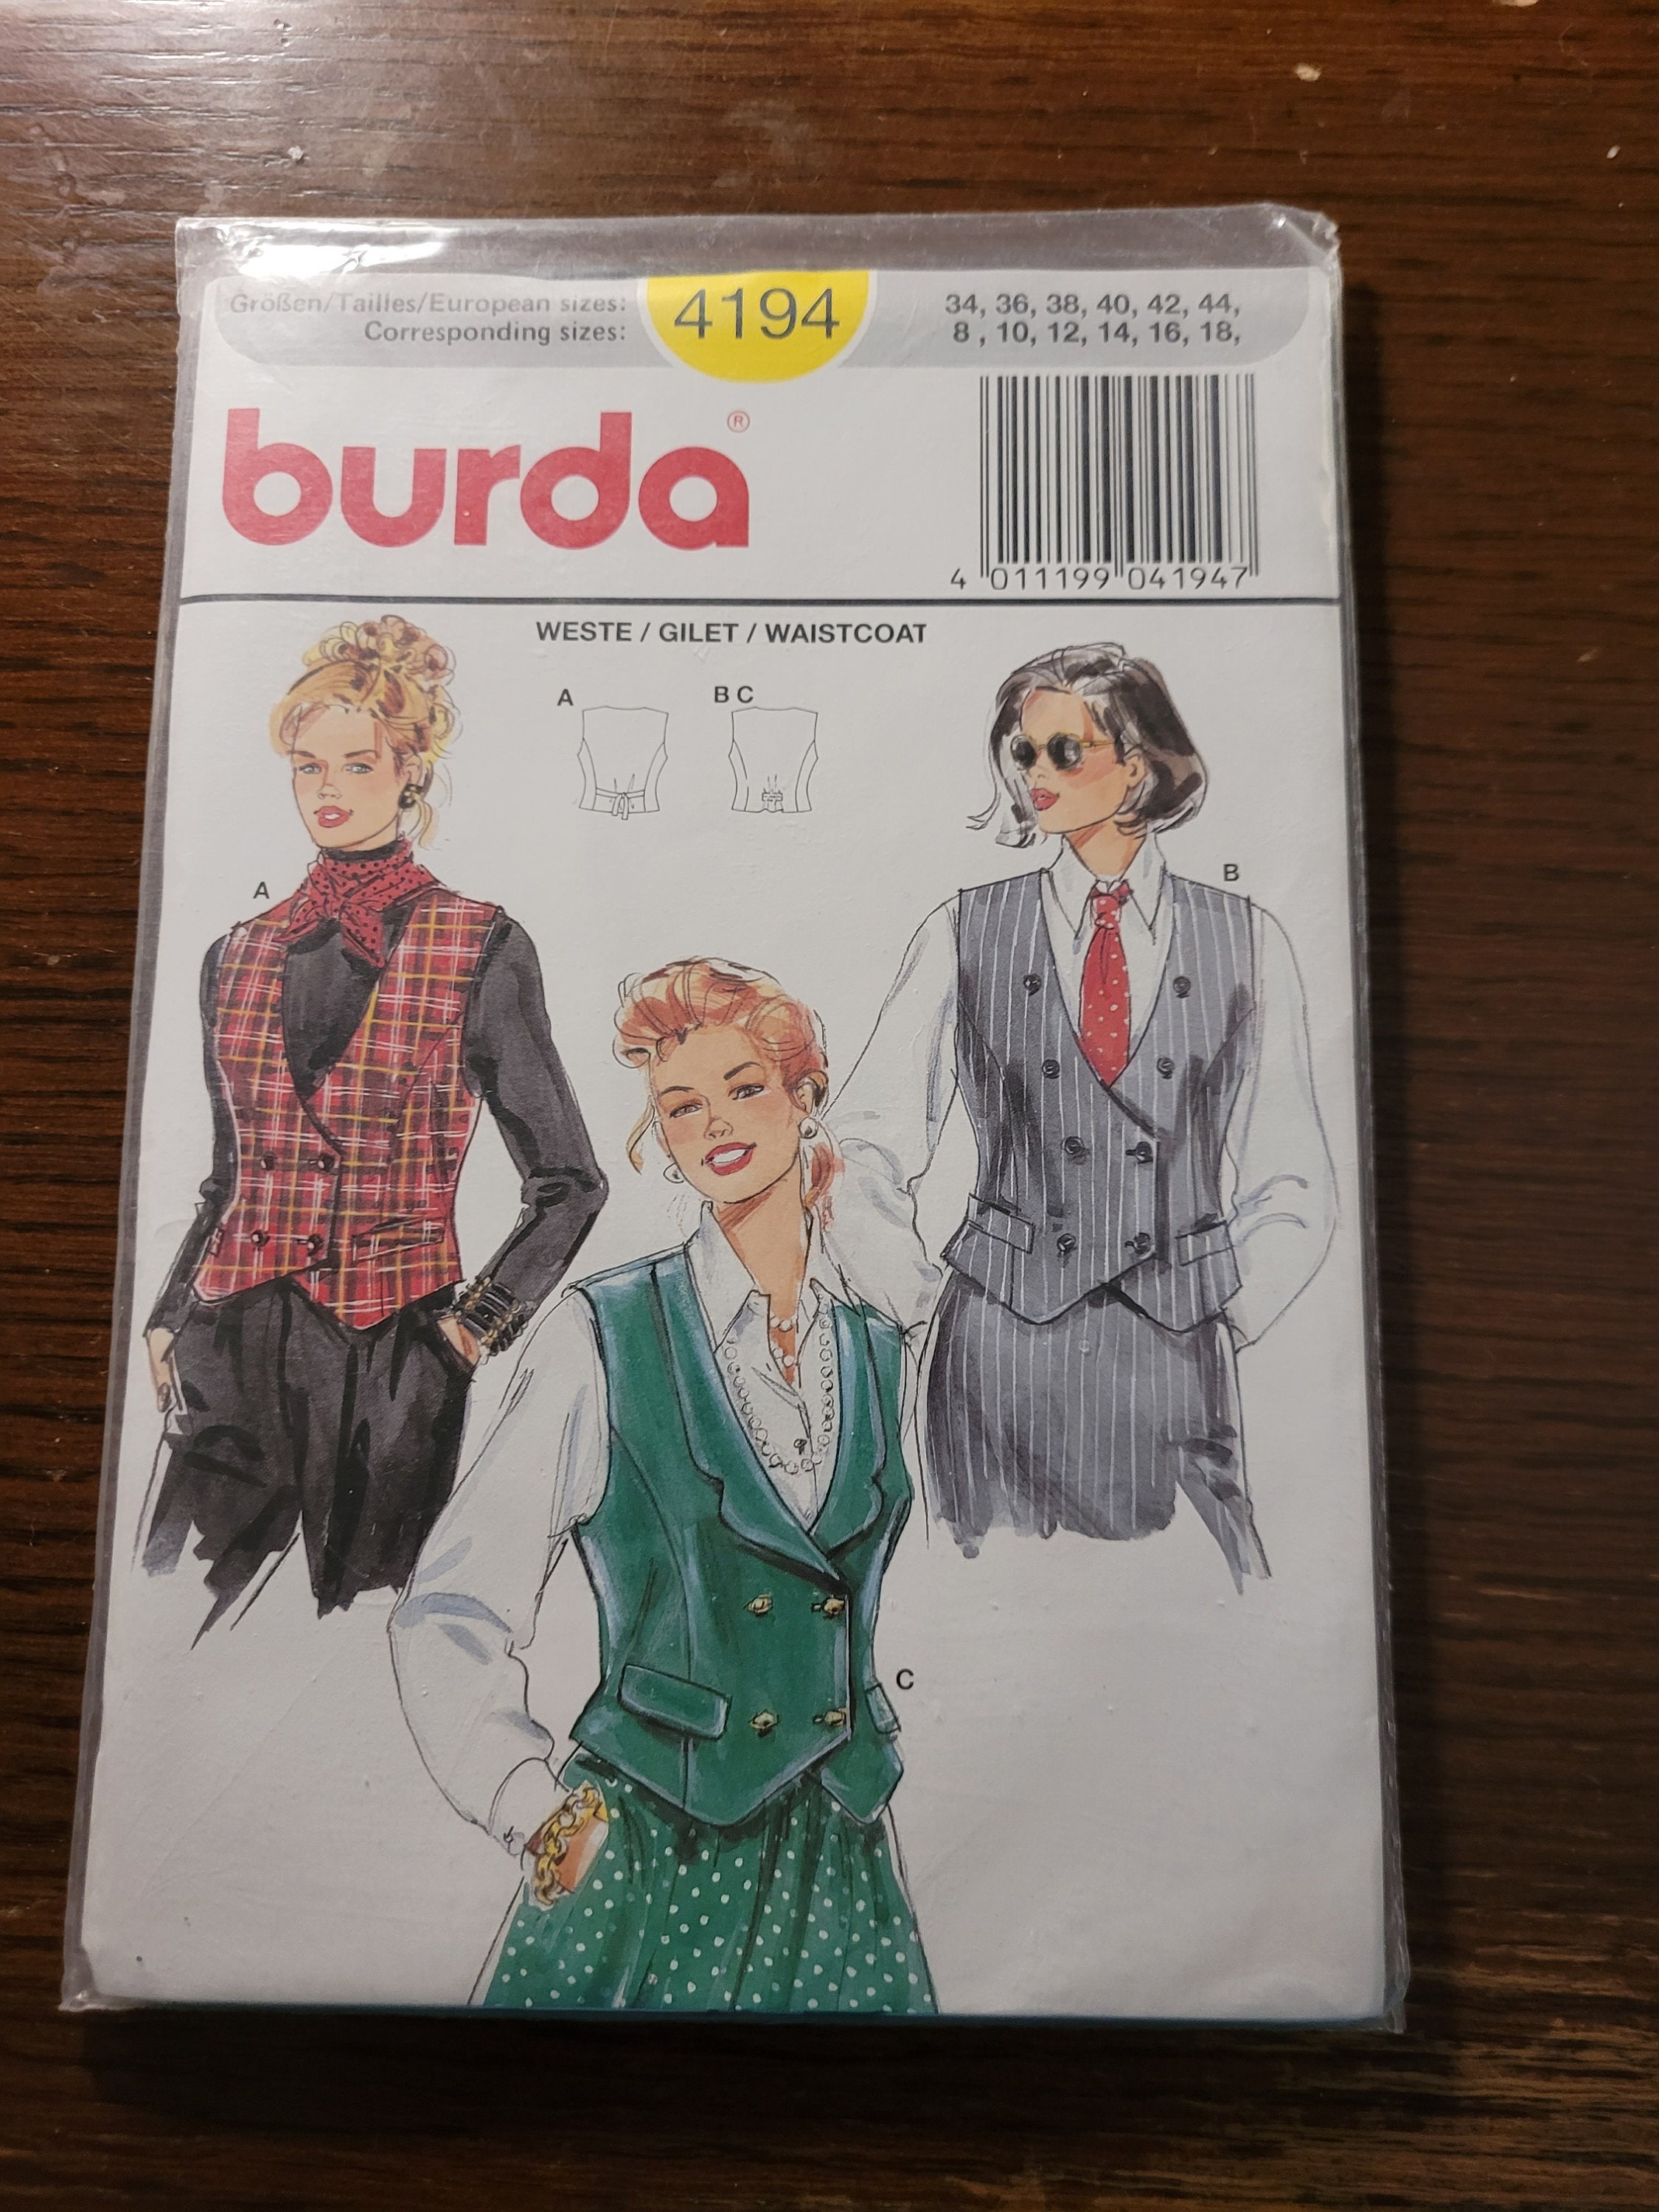 Größen/Tailles/European sizes: 4194 34, 36, 38, 40, 42, 44,
Corresponding sizes: 8 , 10, 12, 14, 16, 18,
burda®
4 011199 041947
WESTE / GILET / WAISTCOAT
A B C
A
B
C